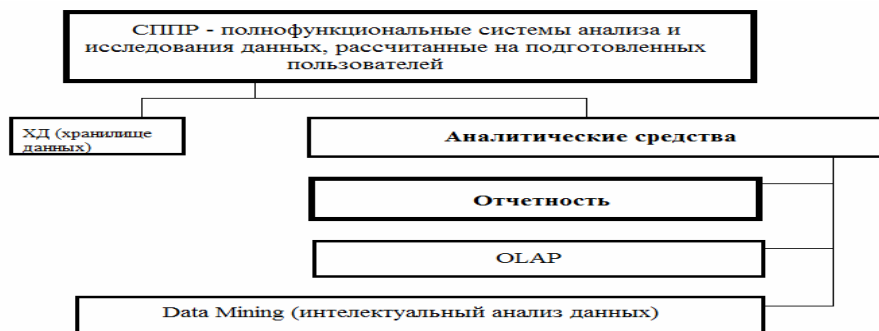 СППР - полнофункциональные системы анализа и
исследования данных, рассчитанные на подготовленных
пользователей
ХД (хранилище
данных)
Аналитические средства
Отчетность
OLAP
Data Mining (интелектуальный анализ данных)